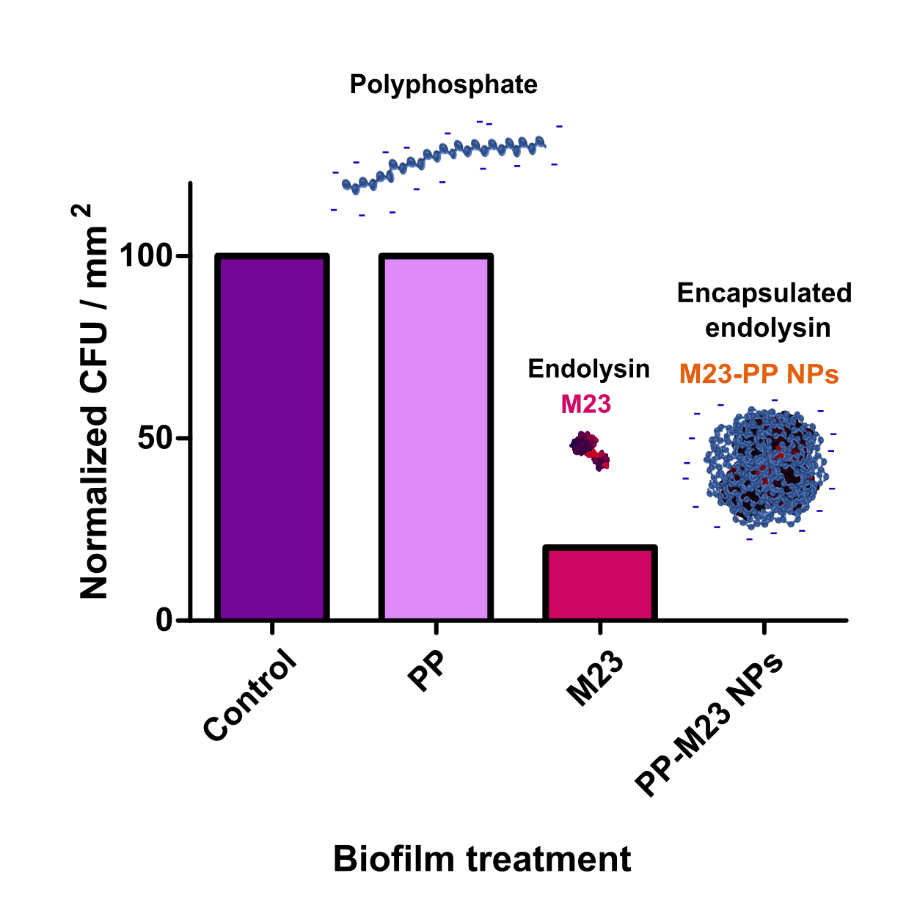 Polyphosphate
Normalized CFU / mm²
100
50
0
Endolysin
M23
Encapsulated
endolysin
M23-PP NPs
Control
PP
M23
PP-M23 NPs
Biofilm treatment